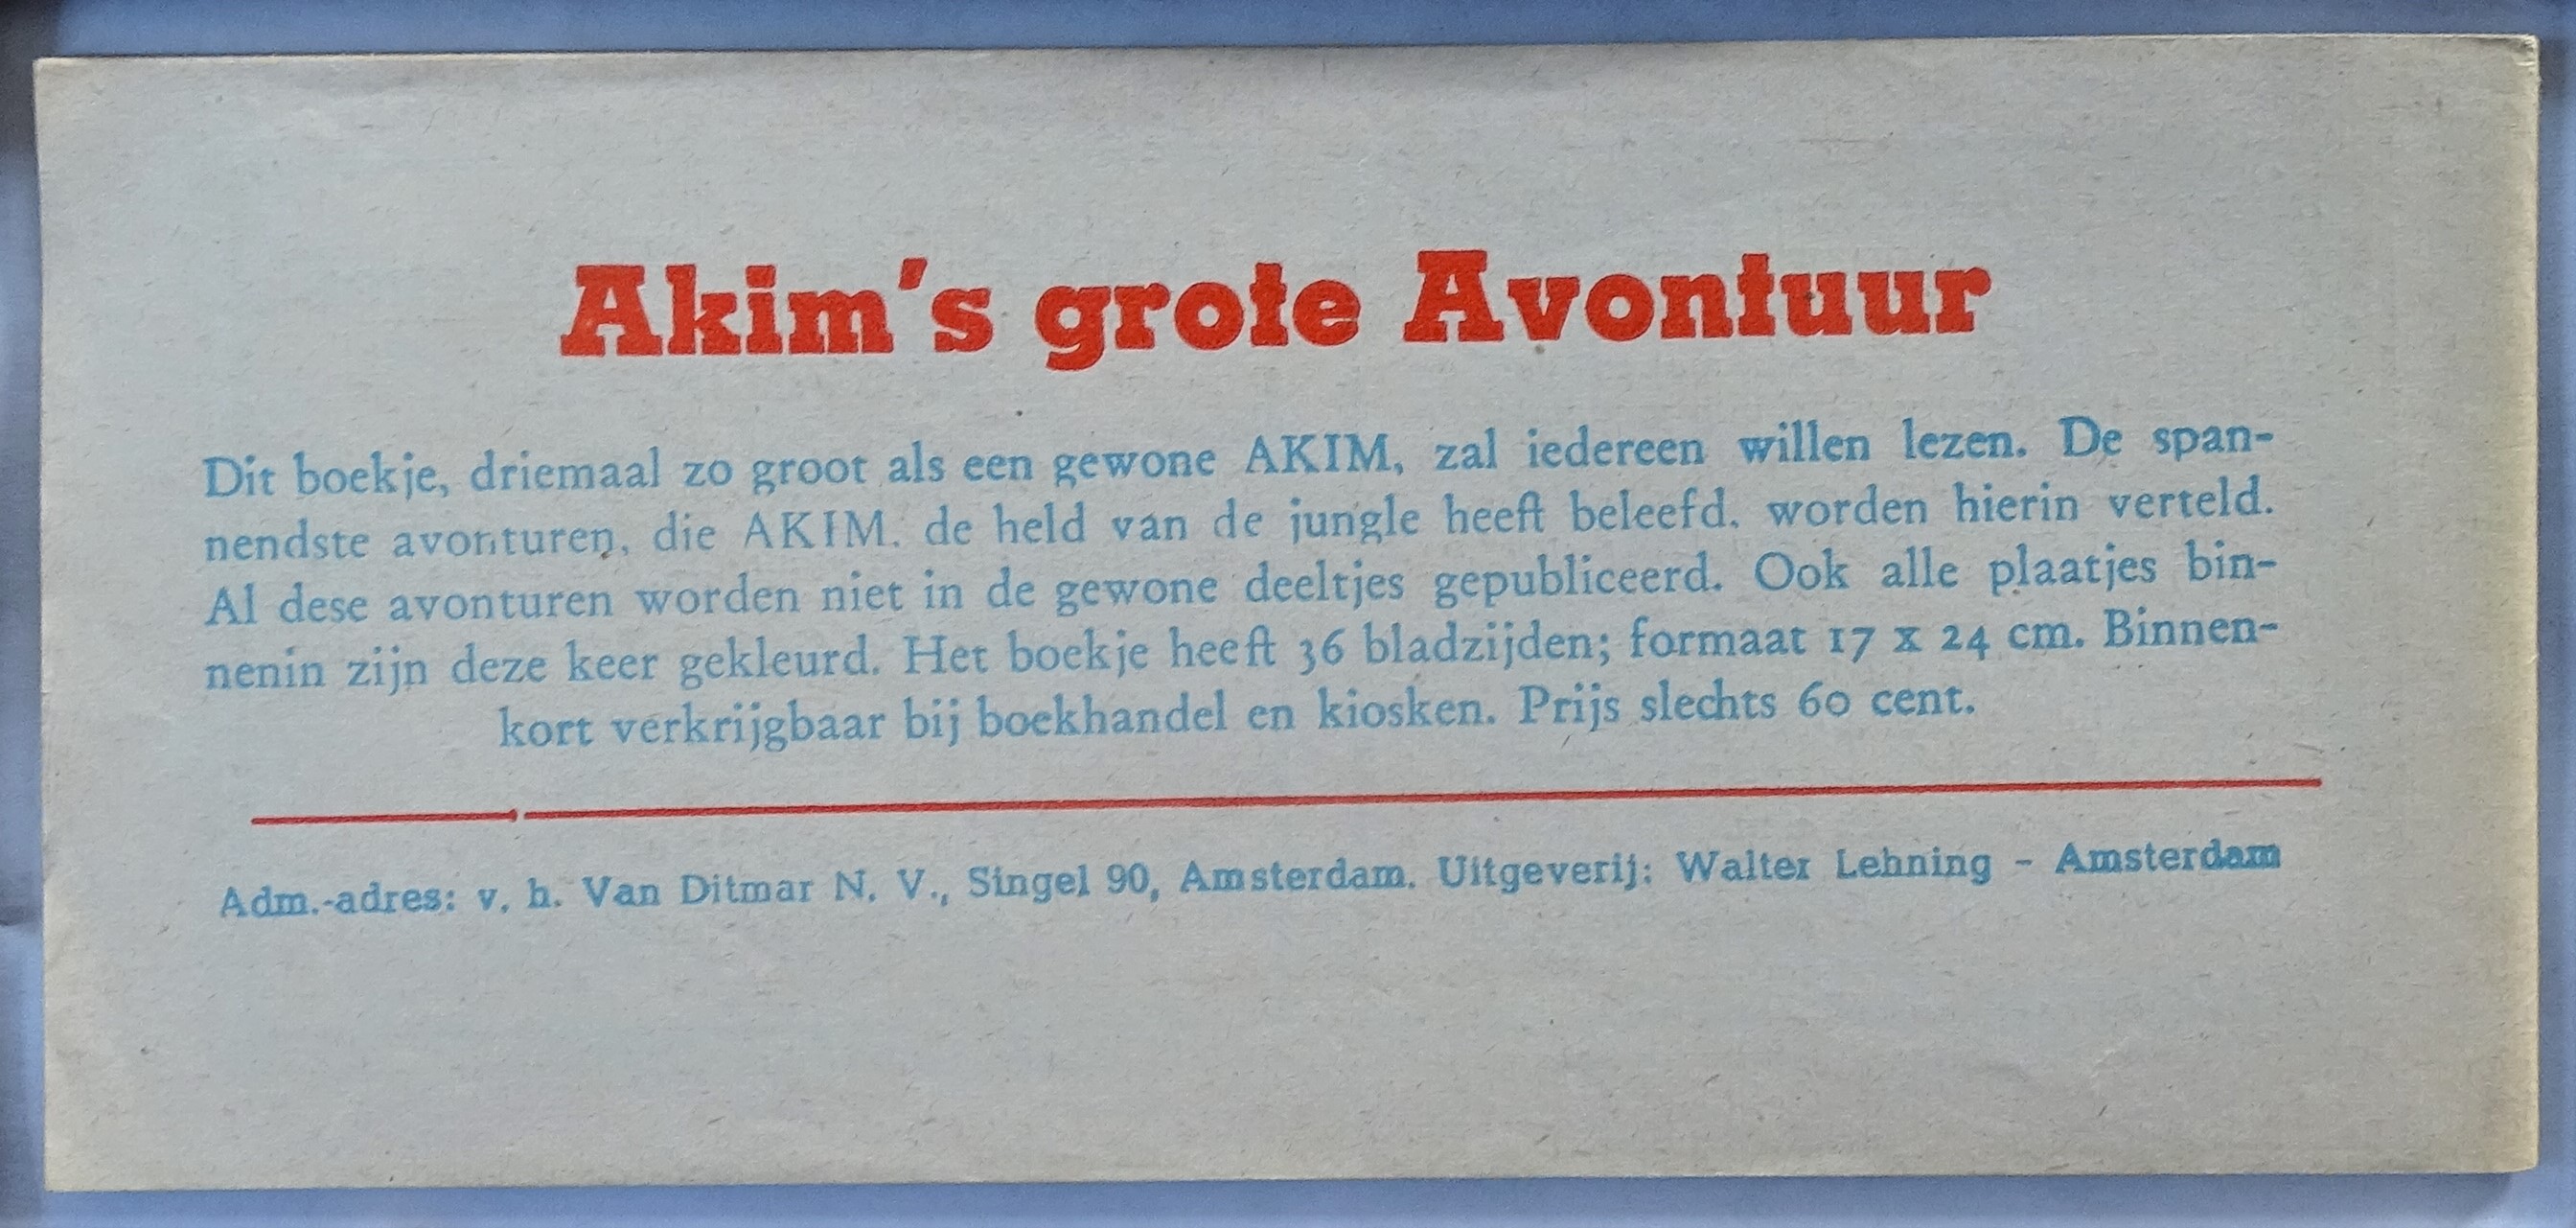 Akim's grote Avontuur
Dit boekje, driemaal zo groot als een gewone AKIM, zal iedereen willen lezen. De span-
nendste avonturen, die AKIM. de held van de jungle heeft beleefd. worden hierin verteld.
Al dese avonturen worden niet in de gewone deeltjes gepubliceerd. Ook alle plaatjes bin-
nenin zijn deze keer gekleurd. Het boekje heeft 36 bladzijden; formaat 17 x 24 cm. Binnen-
kort verkrijgbaar bij boekhandel en kiosken. Prijs slechts 60 cent.
Adm.-adres: v. h. Van Ditmar N. V., Singel 90, Amsterdam. Uitgeverij: Walter Lehning - Amsterdam